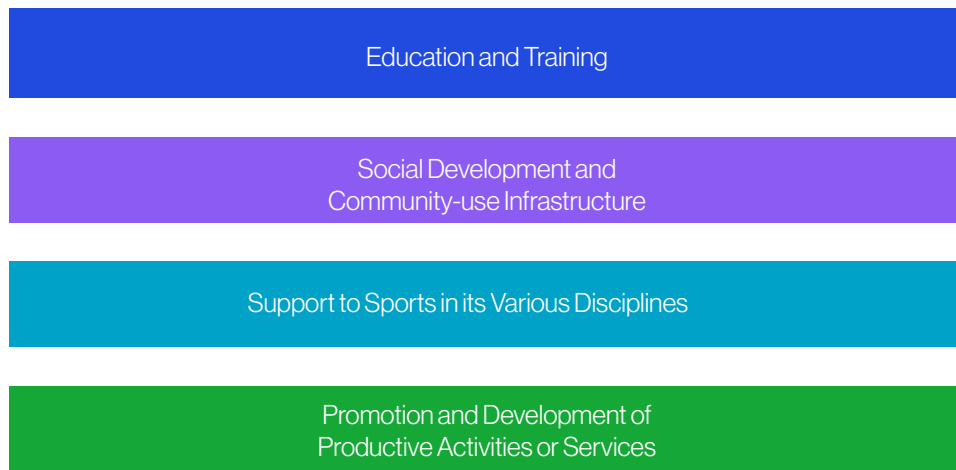 Education and Training
Social Development and
Community-use Infrastructure
Support to Sports in its Various Disciplines
Promotion and Development of
Productive Activities or Services